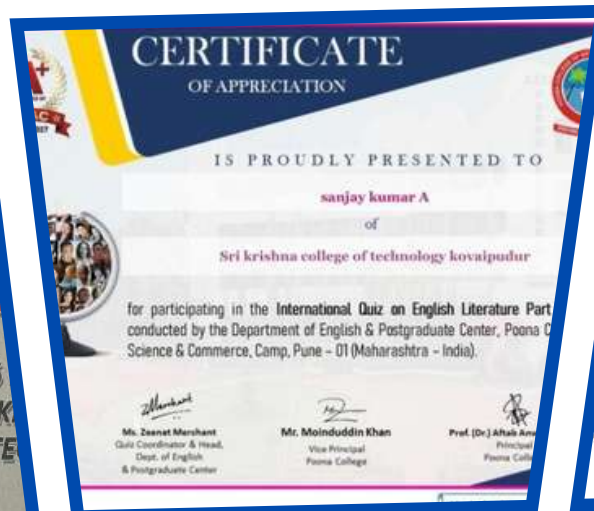 CERTIFICATE
OF APPRECIATION
IS PROUDLY PRESENTED TO
sanjay kumar A
of
Sri krishna college of technology kovaipudur
for participating in the International Quiz on English Literature Part
conducted by the Department of English & Postgraduate Center, Poona C
Science & Commerce, Camp, Pune - 01 (Maharashtra - India).
Ms. Zeenat Merchant
Quiz Coordinator & Head,
Dept. of English
& Postgraduate Center
Mr. Moinuddin Khan
Vice Principal
Poona College
Prof. (Dr.) Aftab An
Principal
Poona Coll